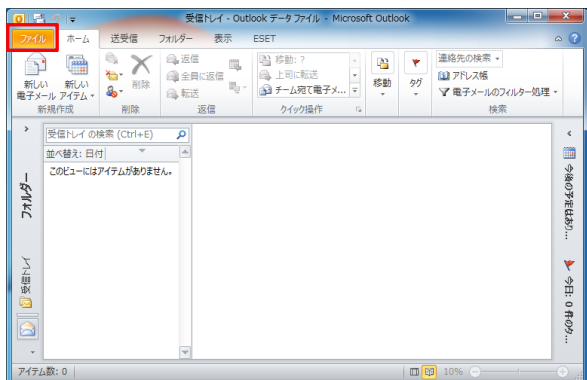 受信トレイ - Outlook データ ファイル - Microsoft Outlook
ファイル ホーム 送受信 フォルダー 表示 ESET
新しい電子メール
新しいアイテム
新規作成
削除
削除
返信
全員に返信
転送
返信
移動: ?
上司に転送
チーム宛て電子メ...
クイック操作
移動
タグ
連絡先の検索
アドレス帳
電子メールのフィルター処理
検索
受信トレイ の検索 (Ctrl+E)
並べ替え: 日付
このビューにはアイテムがありません。
フォルダー
受信トレイ
今後の予定はあり...
今日: 0 件のタ...
アイテム数: 0
10%